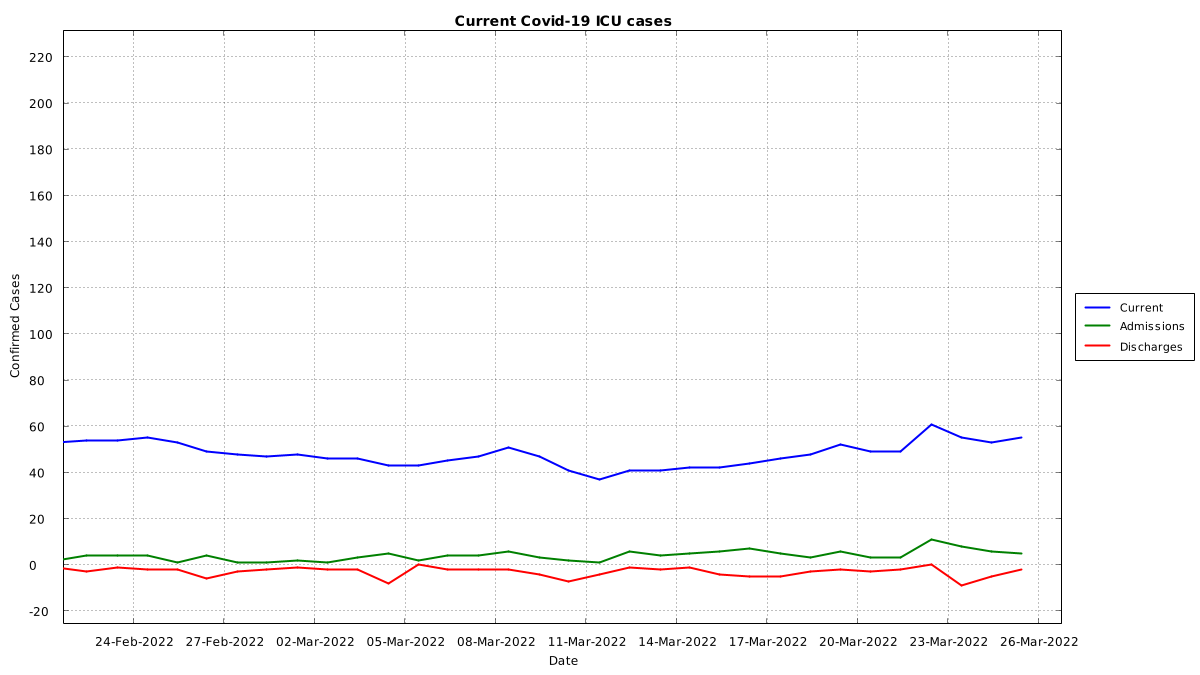 Current Covid-19 ICU cases
220
200
180
160
140
120
100
80
60
40
20
0
-20
Confirmed Cases
24-Feb-2022 27-Feb-2022 02-Mar-2022 05-Mar-2022 08-Mar-2022 11-Mar-2022 14-Mar-2022 17-Mar-2022 20-Mar-2022 23-Mar-2022 26-Mar-2022
Date
Current
Admissions
Discharges